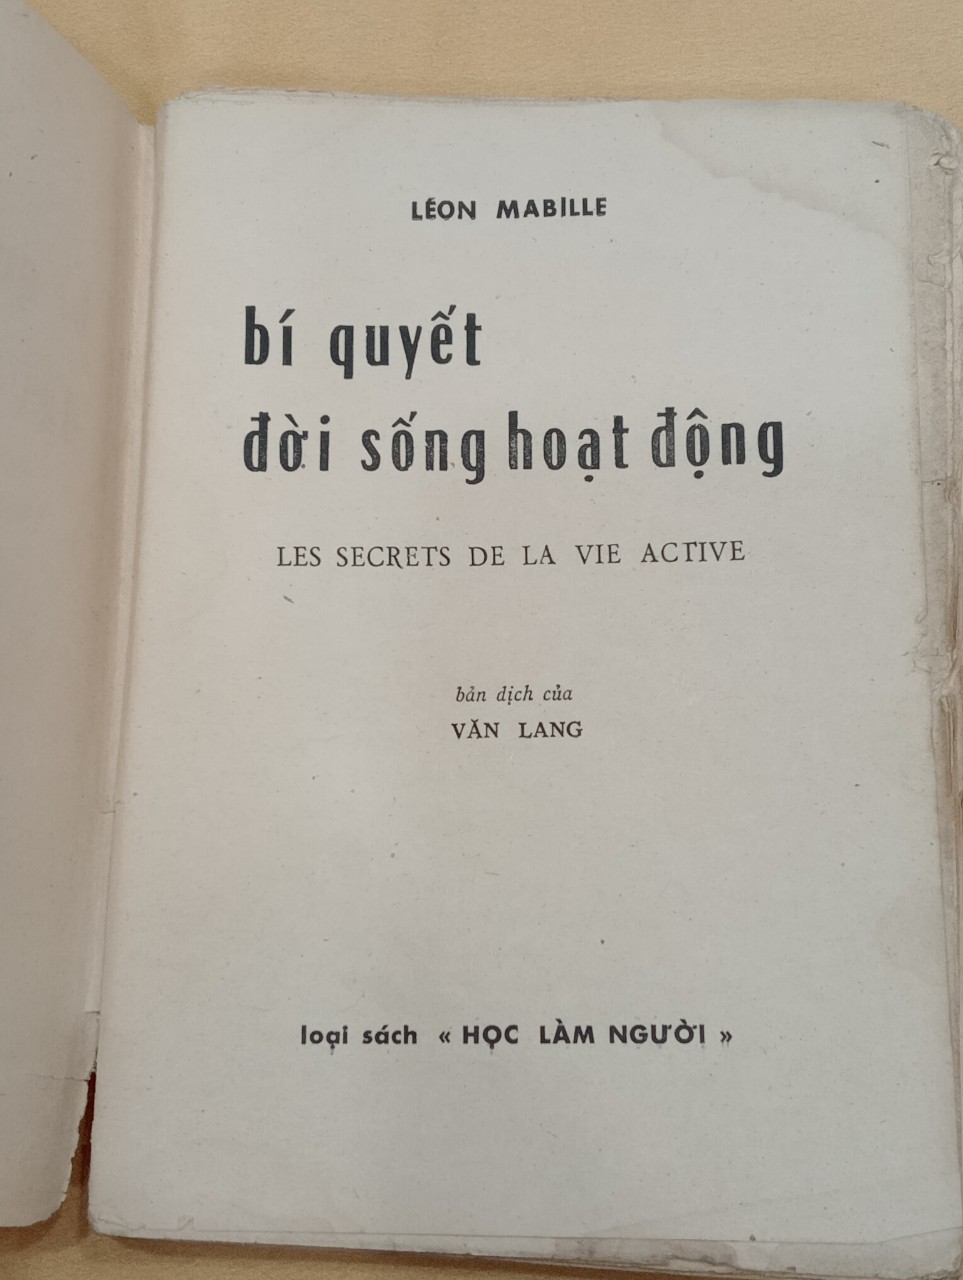 LÉON MABILLE
bí quyết
đời sống hoạt động
LES SECRETS DE LA VIE ACTIVE
bản dịch của
VĂN LANG
loại sách « HỌC LÀM NGƯỜI »